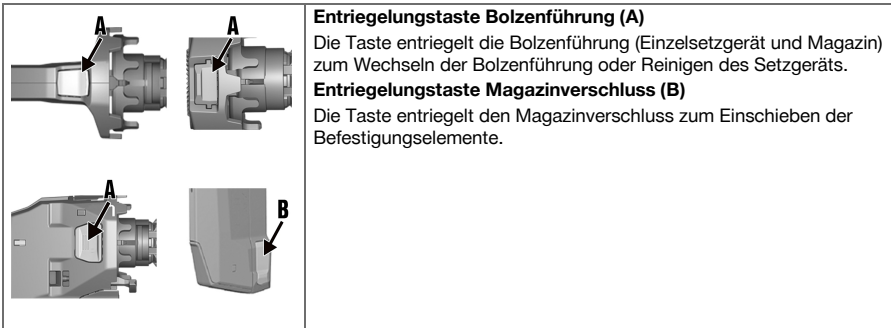 A
A
A
B
Entriegelungstaste Bolzenführung (A)
Die Taste entriegelt die Bolzenführung (Einzelsetzgerät und Magazin)
zum Wechseln der Bolzenführung oder Reinigen des Setzgeräts.
Entriegelungstaste Magazinverschluss (B)
Die Taste entriegelt den Magazinverschluss zum Einschieben der
Befestigungselemente.